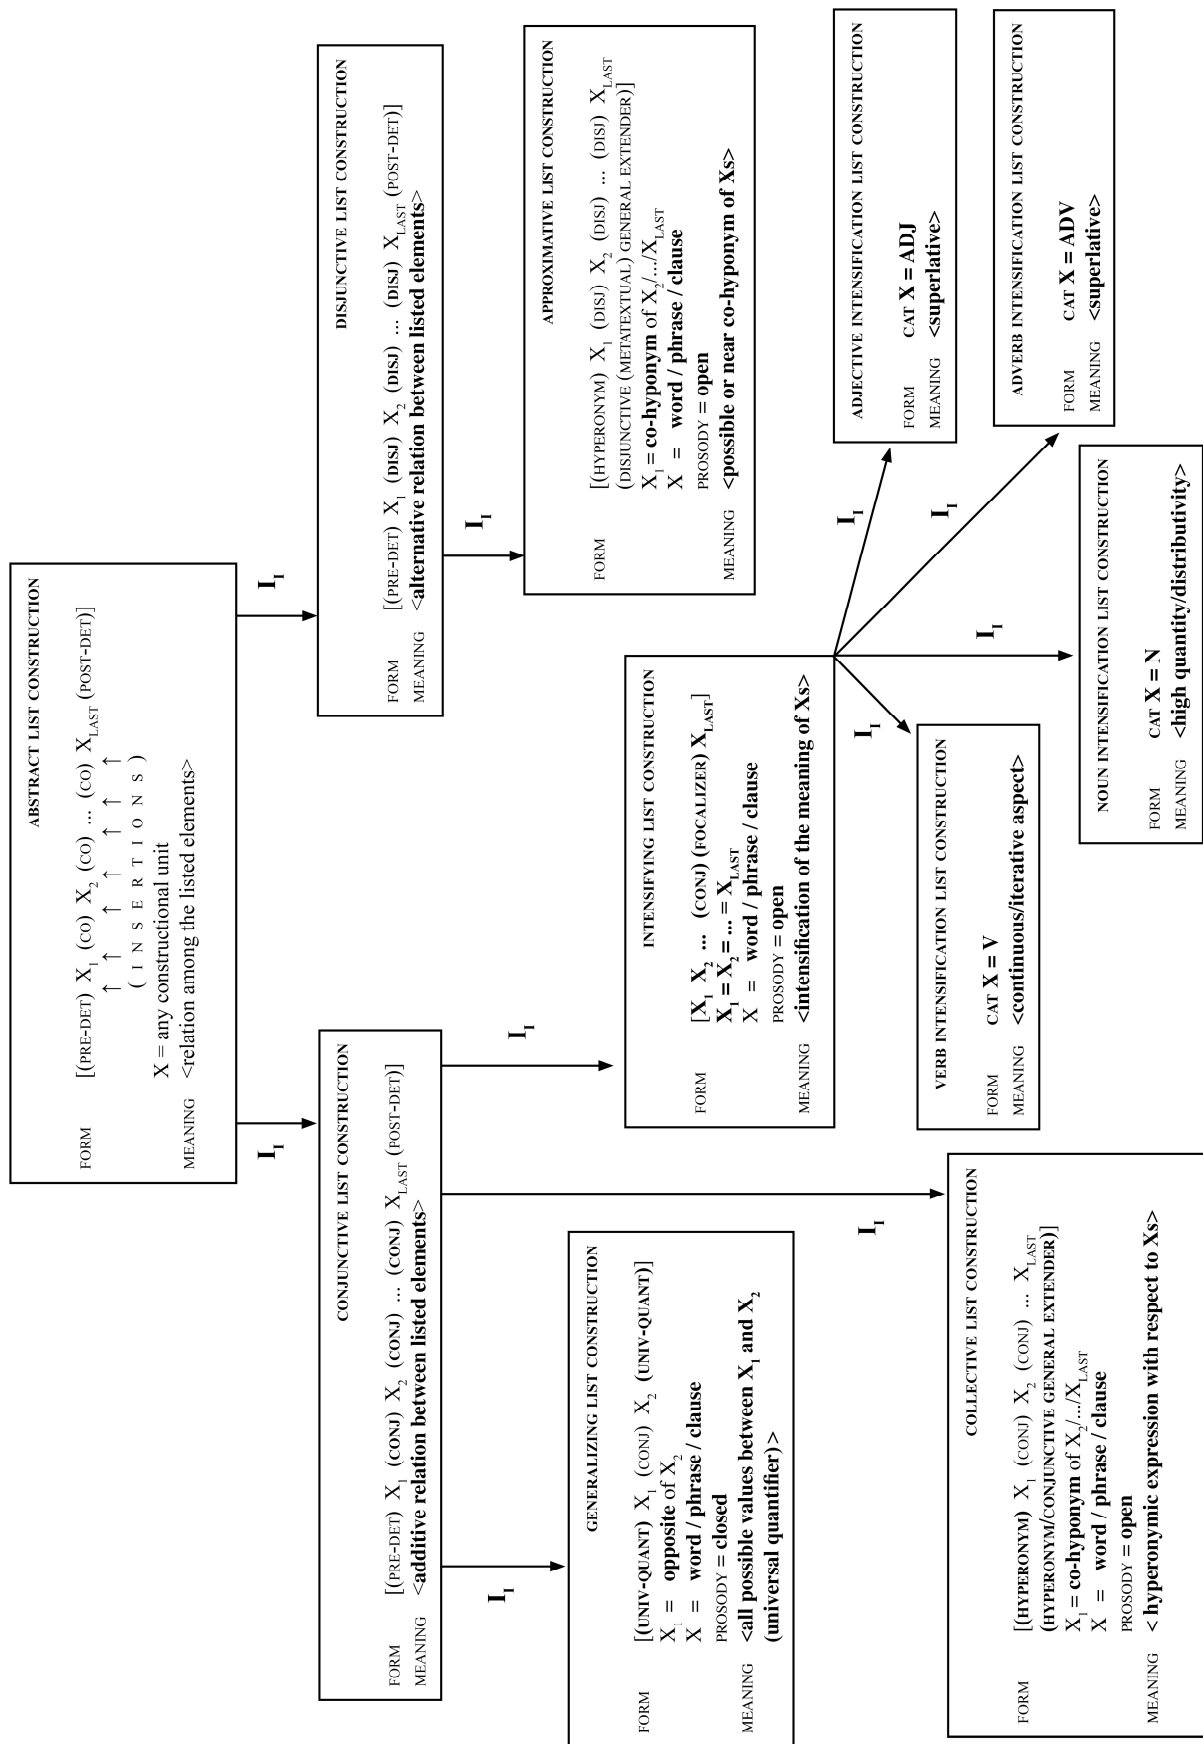 ABSTRACT LIST CONSTRUCTION
FORM [(PRE-DET) X1 (CO) X2 (CO) ... (CO) XLAST (POST-DET)]
↑ ↑ ↑ ↑ ↑ ↑ ↑ ↑
( I N S E R T I O N S )
X = any constructional unit
MEANING <relation among the listed elements>
II
II
CONJUNCTIVE LIST CONSTRUCTION
FORM [(PRE-DET) X1 (CONJ) X2 (CONJ) ... (CONJ) XLAST (POST-DET)]
MEANING <additive relation between listed elements>
DISJUNCTIVE LIST CONSTRUCTION
FORM [(PRE-DET) X1 (DISJ) X2 (DISJ) ... (DISJ) XLAST (POST-DET)]
MEANING <alternative relation between listed elements>
II
II
II
II
GENERALIZING LIST CONSTRUCTION
FORM [(UNIV-QUANT) X1 (CONJ) X2 (UNIV-QUANT)]
X1 = opposite of X2
X = word / phrase / clause
PROSODY = closed
MEANING <all possible values between X1 and X2
(universal quantifier) >
INTENSIFYING LIST CONSTRUCTION
FORM [X1 X2 ... (CONJ) (FOCALIZER) XLAST]
X1 = X2 = ... = XLAST
X = word / phrase / clause
PROSODY = open
MEANING <intensification of the meaning of Xs>
APPROXIMATIVE LIST CONSTRUCTION
FORM [(HYPERONYM) X1 (DISJ) X2 (DISJ) ... (DISJ) XLAST
(DISJUNCTIVE (METATEXTUAL) GENERAL EXTENDER)]
X1 = co-hyponym of X2/.../XLAST
X = word / phrase / clause
PROSODY = open
MEANING <possible or near co-hyponym of Xs>
II
II
II
II
COLLECTIVE LIST CONSTRUCTION
FORM [(HYPERONYM) X1 (CONJ) X2 (CONJ) ... XLAST
(HYPERONYM/CONJUNCTIVE GENERAL EXTENDER)]
X1 = co-hyponym of X2/.../XLAST
X = word / phrase / clause
PROSODY = open
MEANING < hyperonymic expression with respect to Xs>
VERB INTENSIFICATION LIST CONSTRUCTION
FORM CAT X = V
MEANING <continuous/iterative aspect>
ADJECTIVE INTENSIFICATION LIST CONSTRUCTION
FORM CAT X = ADJ
MEANING <superlative>
NOUN INTENSIFICATION LIST CONSTRUCTION
FORM CAT X = N
MEANING <high quantity/distributivity>
ADVERB INTENSIFICATION LIST CONSTRUCTION
FORM CAT X = ADV
MEANING <superlative>